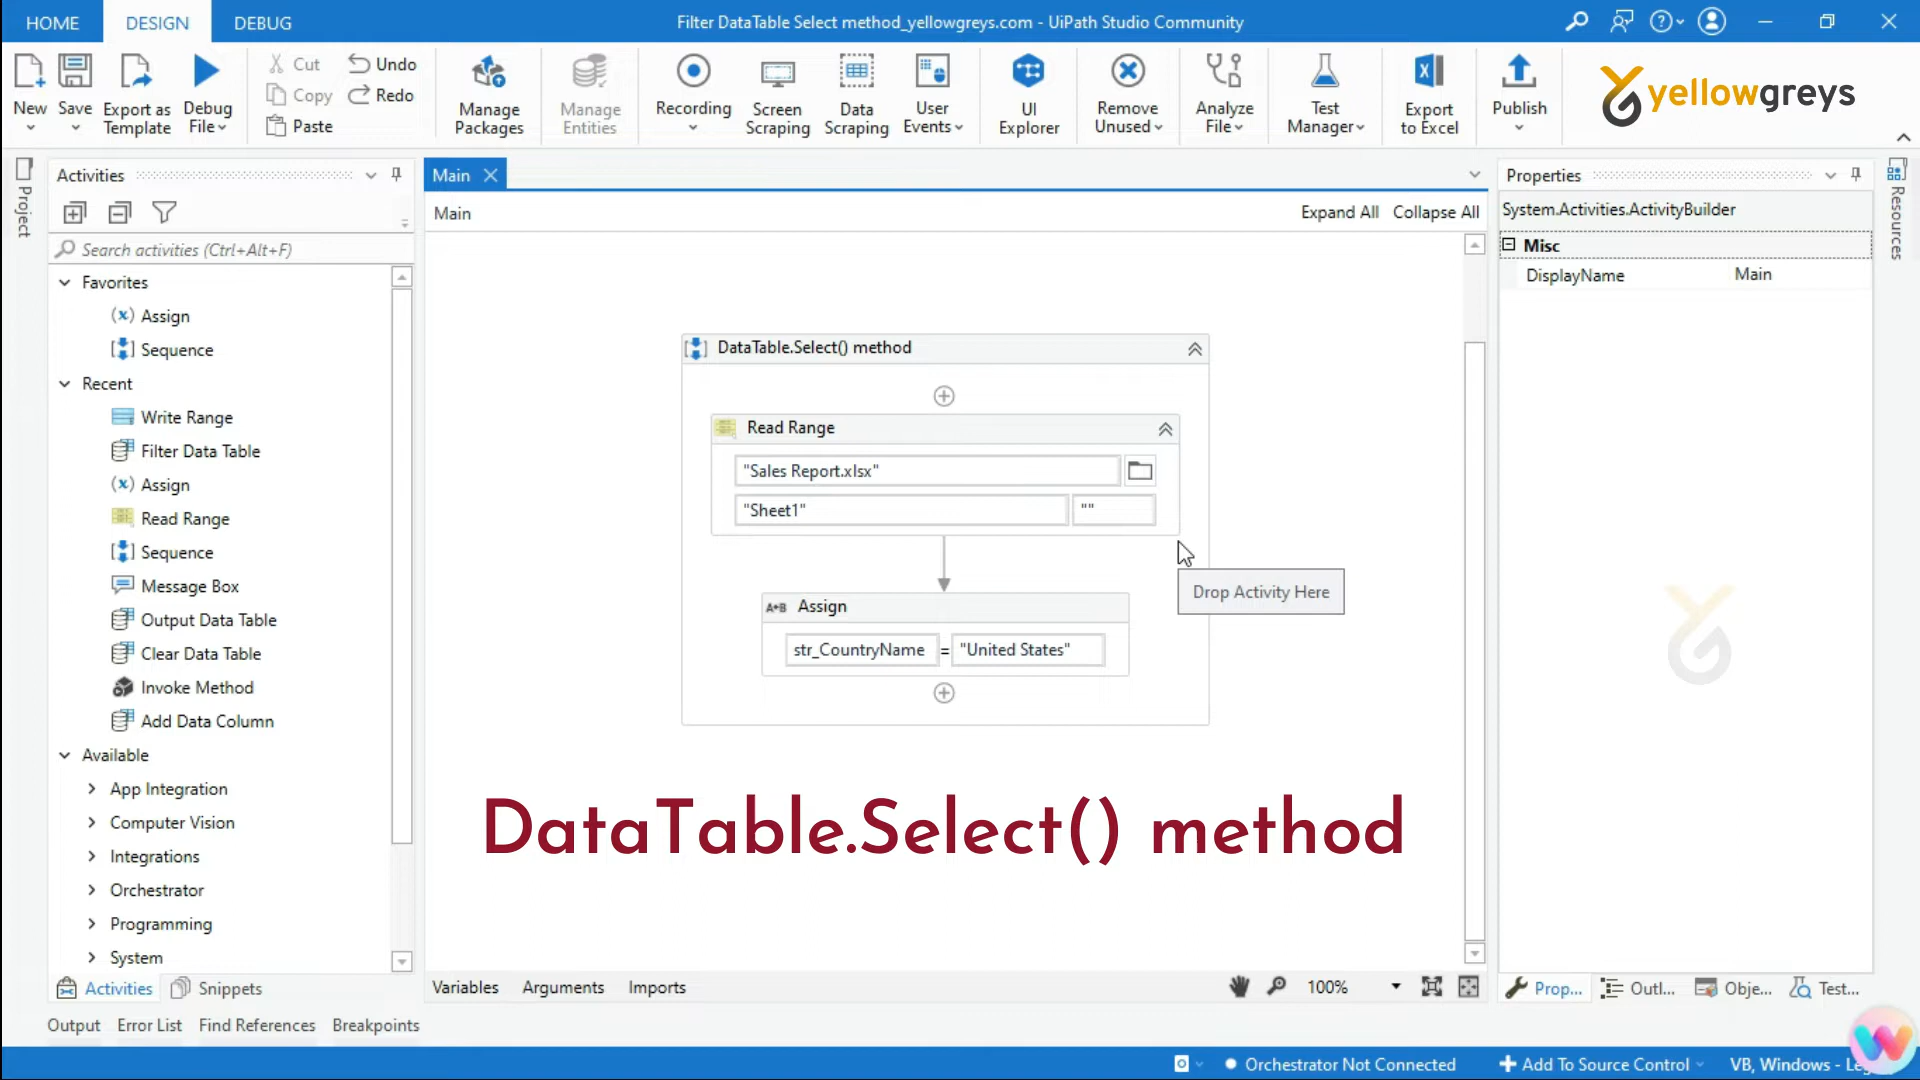 HOME DESIGN DEBUG
Filter DataTable.Select method_yellowgreys.com - UiPath Studio Community
New
Save
Export as Template
Debug File
Cut
Copy
Paste
Undo
Redo
Manage Packages
Manage Entities
Recording
Screen Scraping
Data Scraping
User Events
UI Explorer
Remove Unused
Analyze File
Test Manager
Export to Excel
Publish
yellowgreys
Project
Activities
Search activities (Ctrl+Alt+F)
Favorites
Assign
Sequence
Recent
Write Range
Filter Data Table
Assign
Read Range
Sequence
Message Box
Output Data Table
Clear Data Table
Invoke Method
Add Data Column
Available
App Integration
Computer Vision
Integrations
Orchestrator
Programming
System
Activities Snippets
Main
Main
Expand All Collapse All
DataTable.Select() method
Read Range
"Sales Report.xlsx"
"Sheet1" ""
Drop Activity Here
A+B Assign
str_CountryName = "United States"
DataTable.Select() method
Variables Arguments Imports
100%
Properties
System.Activities.ActivityBuilder
Misc
DisplayName Main
Resources
Prop... Outl... Obje... Test...
Output Error List Find References Breakpoints
Orchestrator Not Connected
Add To Source Control
VB, Windows -